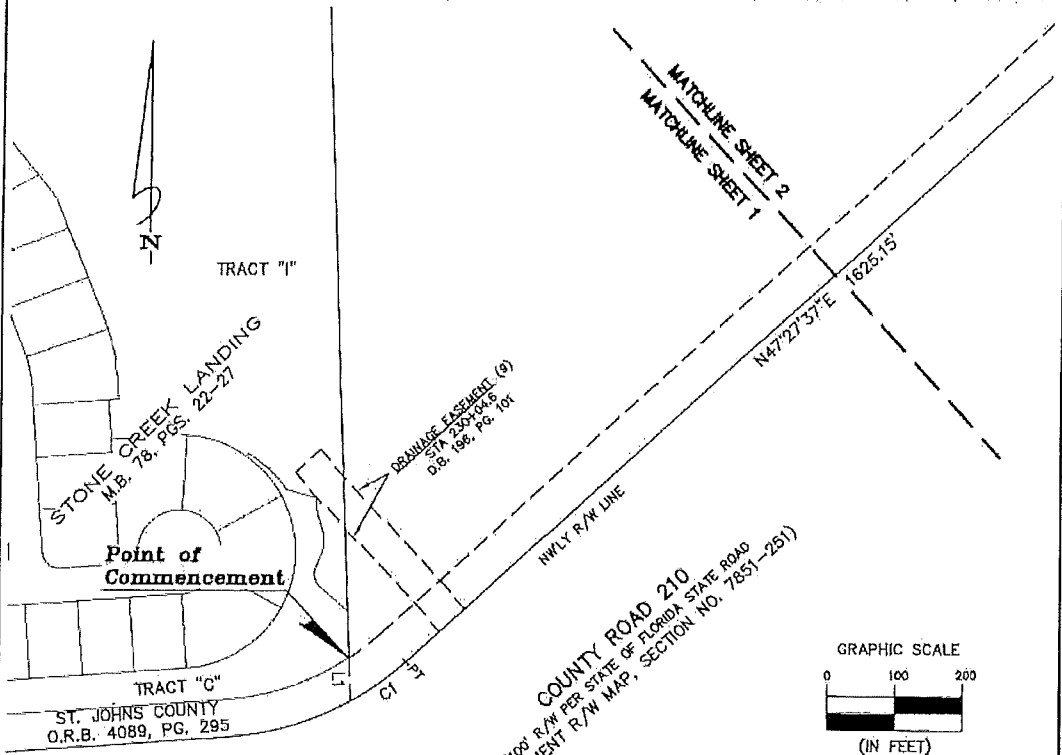 MATCHLINE SHEET 2
MATCHLINE SHEET 1
N
TRACT "I"
N47°27'37"E 1625.15'
STONE CREEK LANDING
M.B. 78, PGS. 22-27
DRAINAGE EASEMENT (9)
STA 230+04.6
D.B. 196, PG. 101
NW'LY R/W LINE
Point of
Commencement
COUNTY ROAD 210
100' R/W PER STATE OF FLORIDA STATE ROAD
MENT R/W MAP, SECTION NO. 7851-251)
GRAPHIC SCALE
0 100 200
(IN FEET)
L1
PT
C1
TRACT "C"
ST. JOHNS COUNTY
O.R.B. 4089, PG. 295